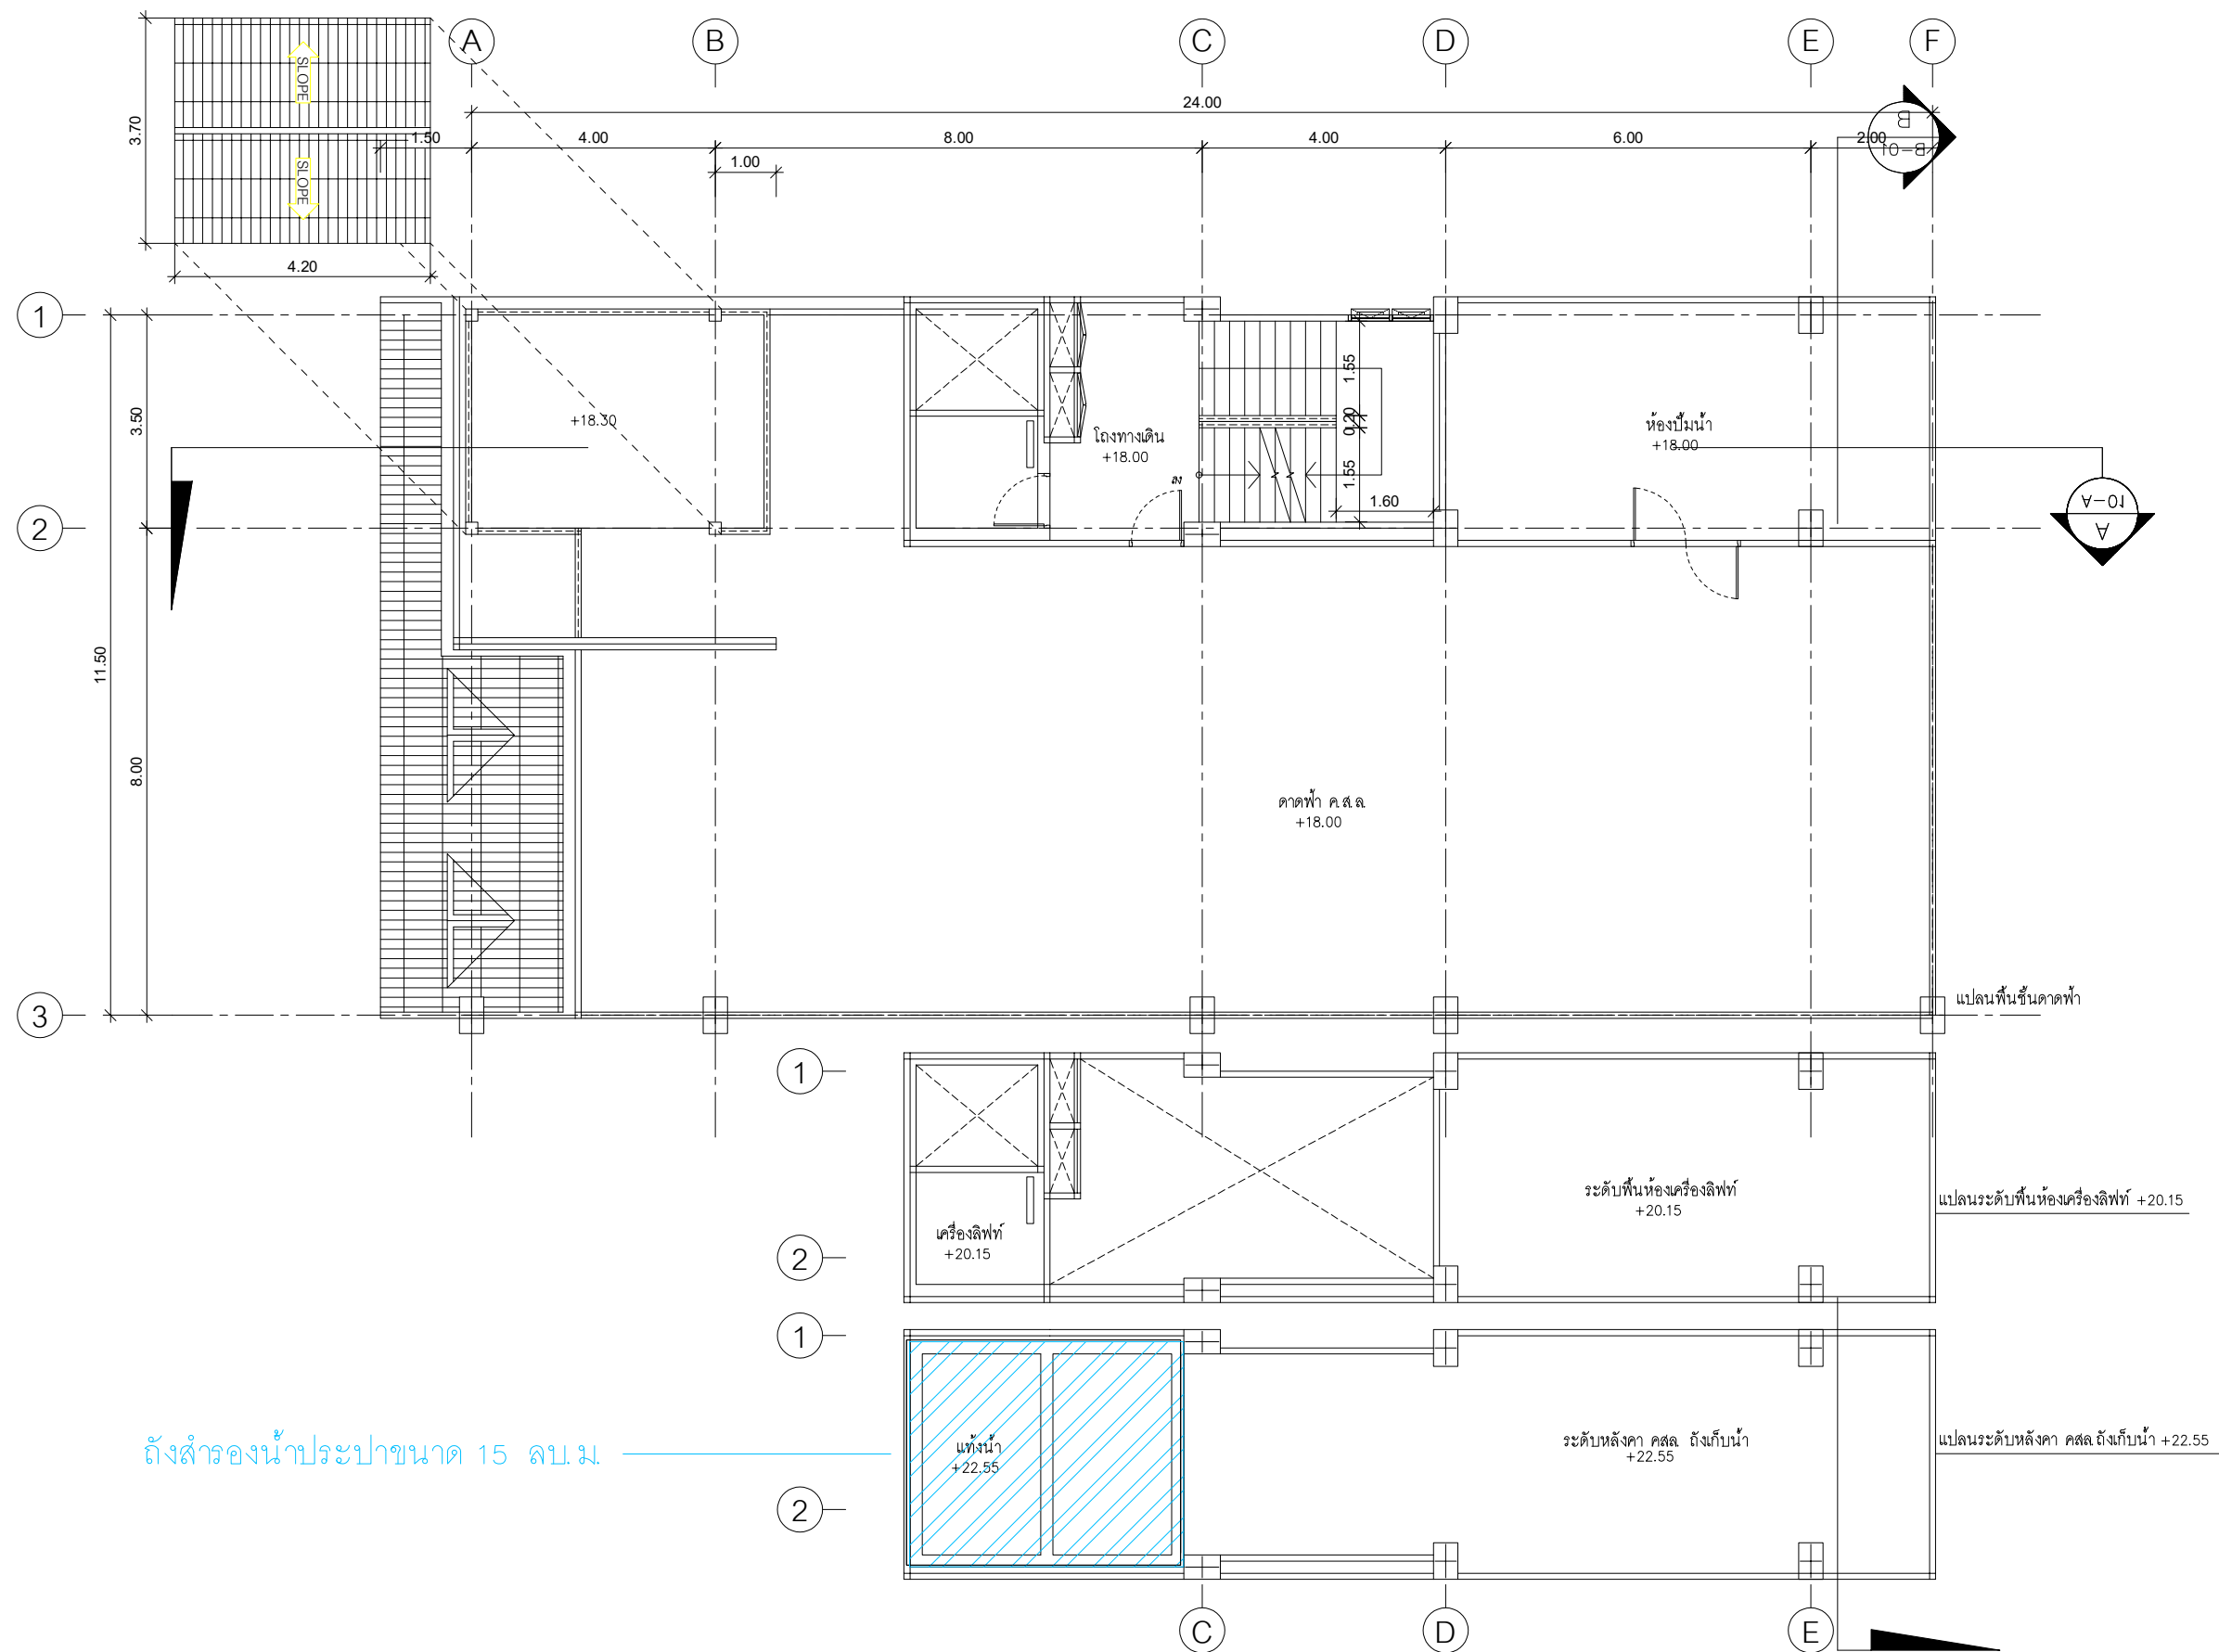 A
B
C
D
E
F
SLOPE
SLOPE
3.70
4.20
24.00
1.50
4.00
8.00
4.00
6.00
2.00
1.00
B
B-01
1
2
3
3.50
8.00
11.50
+18.30
โถงทางเดิน
+18.00
1.55
0.20
1.55
1.60
ห้องปั๊มน้ำ
+18.00
A-01
A
ดาดฟ้า ค.ส.ล.
+18.00
แปลนพื้นชั้นดาดฟ้า
1
2
เครื่องลิฟท์
+20.15
ระดับพื้นห้องเครื่องลิฟท์
+20.15
แปลนระดับพื้นห้องเครื่องลิฟท์ +20.15
1
2
ถังสำรองน้ำประปาขนาด 15 ลบ.ม.
แท้งน้ำ
+22.55
ระดับหลังคา คสล. ถังเก็บน้ำ
+22.55
แปลนระดับหลังคา คสล.ถังเก็บน้ำ +22.55
C
D
E